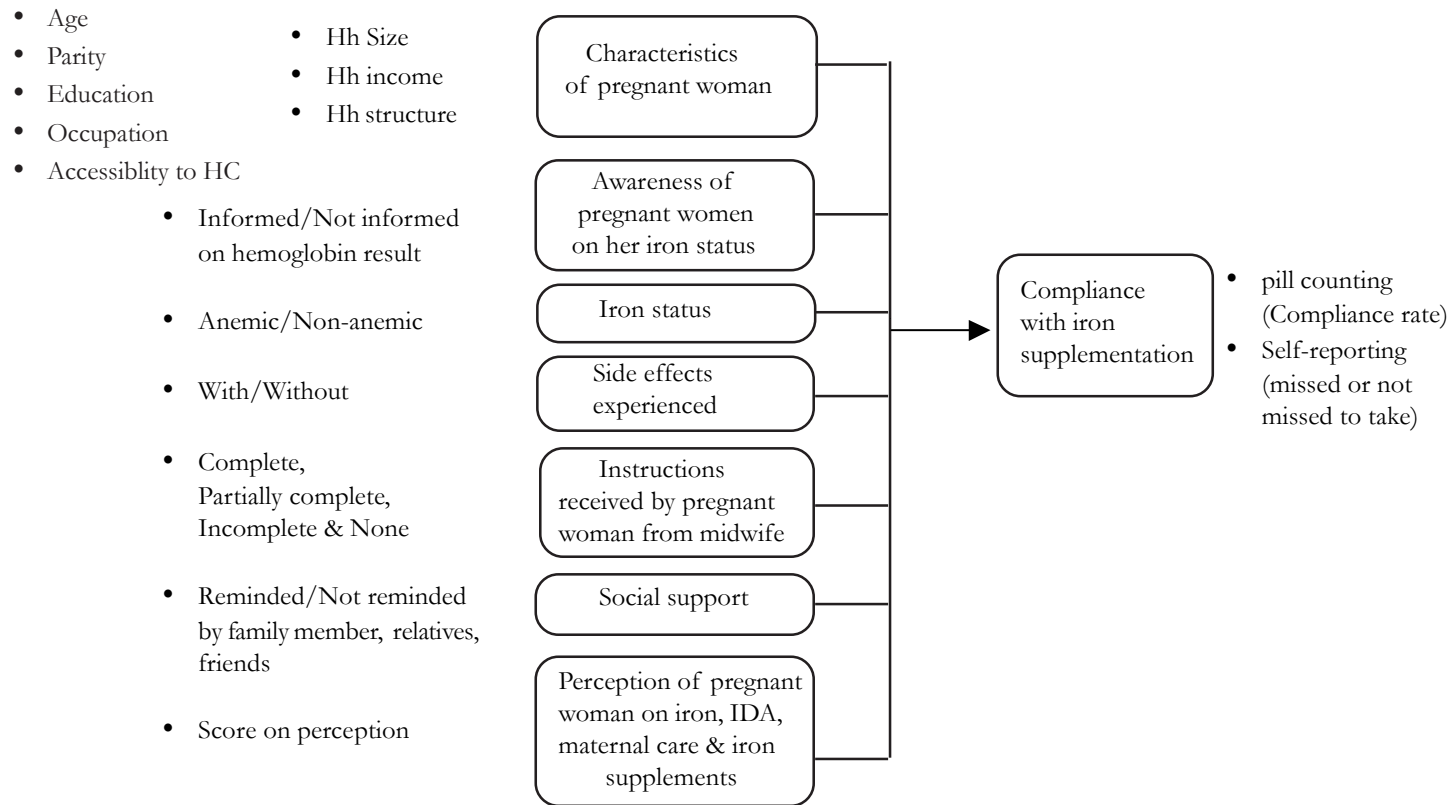 • Age
• Parity
• Education
• Occupation
• Accessiblity to HC
• Hh Size
• Hh income
• Hh structure
Characteristics
of pregnant woman
• Informed/Not informed
on hemoglobin result
Awareness of
pregnant women
on her iron status
• Anemic/Non-anemic
Iron status
• With/Without
Side effects
experienced
• Complete,
Partially complete,
Incomplete & None
Instructions
received by pregnant
woman from midwife
• Reminded/Not reminded
by family member, relatives,
friends
Social support
• Score on perception
Perception of pregnant
woman on iron, IDA,
maternal care & iron
supplements
Compliance
with iron
supplementation
• pill counting
(Compliance rate)
• Self-reporting
(missed or not
missed to take)